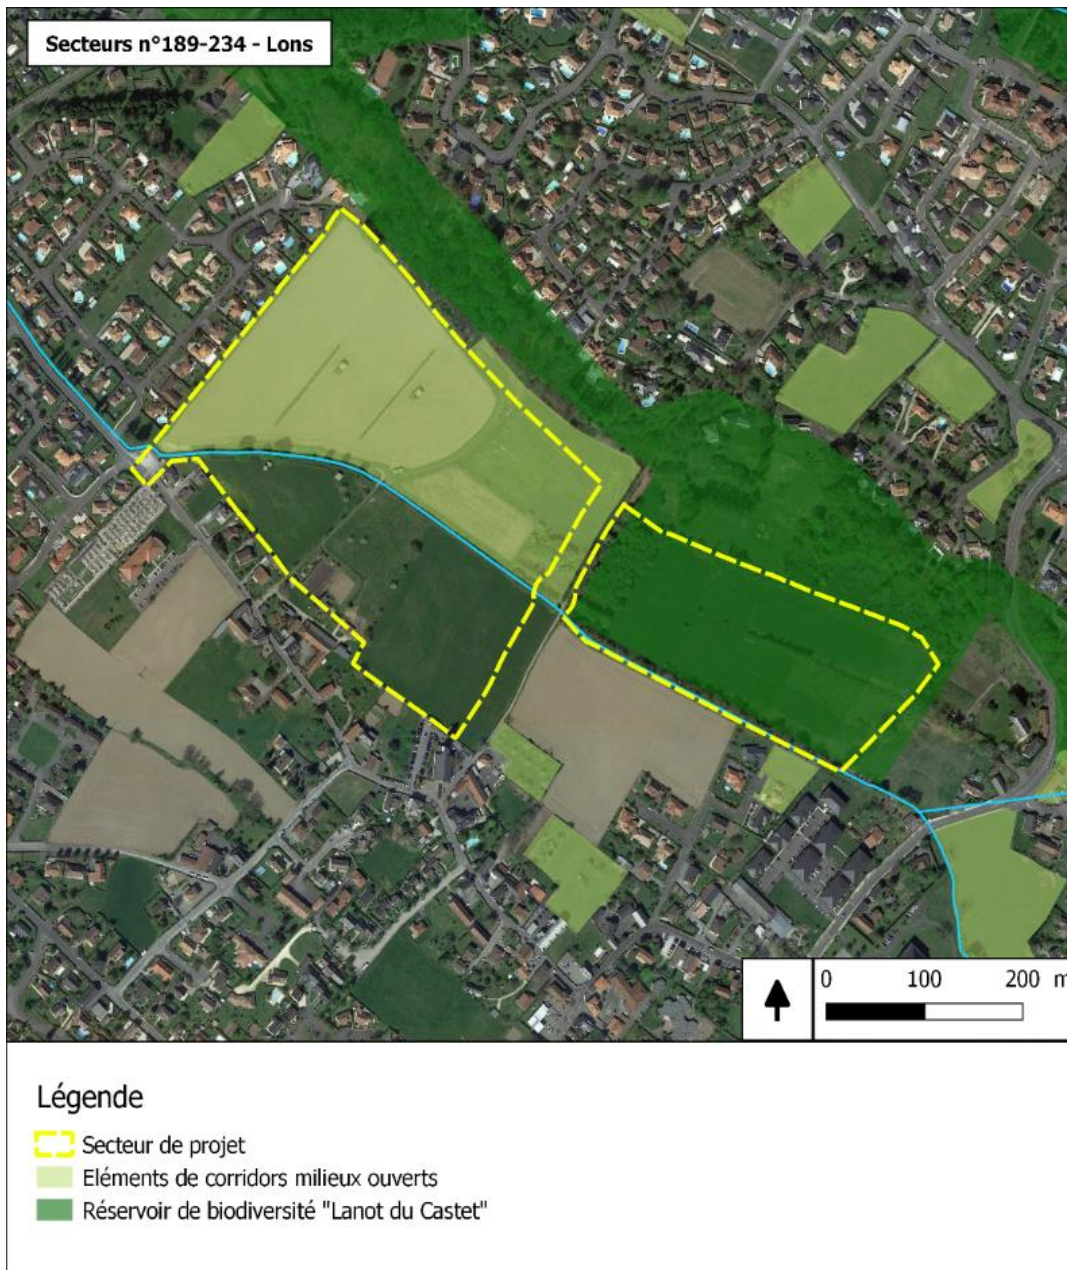 Secteurs n°189-234 - Lons
0 100 200 m
Légende
Secteur de projet
Eléments de corridors milieux ouverts
Réservoir de biodiversité "Lanot du Castet"